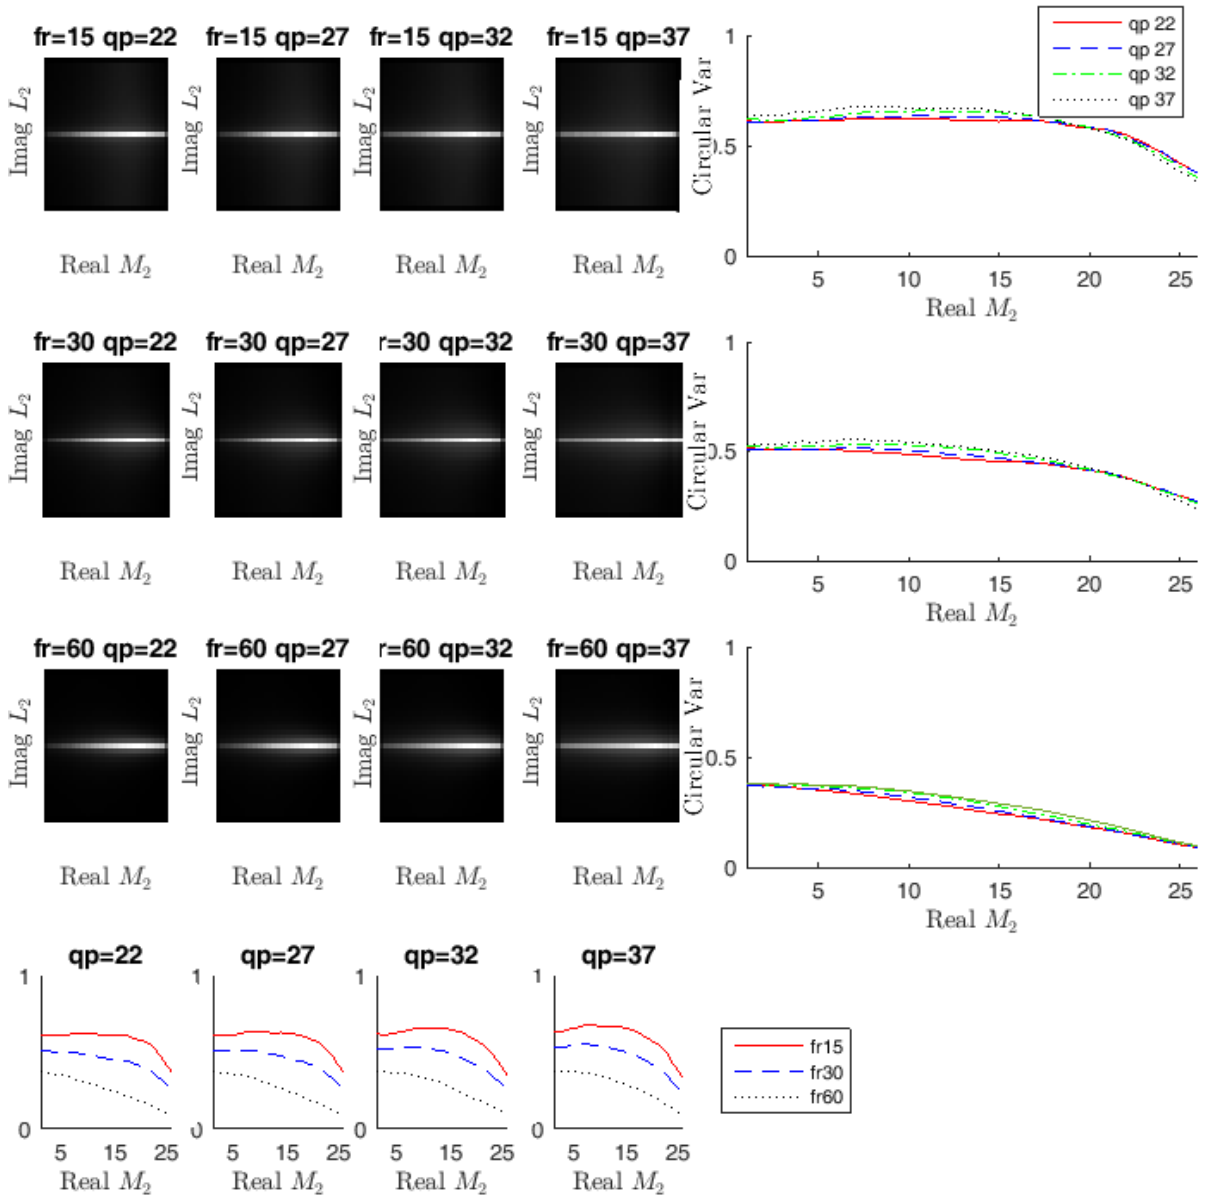 fr=15 qp=22 fr=15 qp=27 fr=15 qp=32 fr=15 qp=37
Imag L2 Imag L2 Imag L2 Imag L2
Real M2 Real M2 Real M2 Real M2
Circular Var
1
0.5
0
5 10 15 20 25
Real M2
qp 22
qp 27
qp 32
qp 37
fr=30 qp=22 fr=30 qp=27 r=30 qp=32 fr=30 qp=37
Imag L2 Imag L2 Imag L2 Imag L2
Real M2 Real M2 Real M2 Real M2
Circular Var
1
0.5
0
5 10 15 20 25
Real M2
fr=60 qp=22 fr=60 qp=27 r=60 qp=32 fr=60 qp=37
Imag L2 Imag L2 Imag L2 Imag L2
Real M2 Real M2 Real M2 Real M2
Circular Var
1
0.5
0
5 10 15 20 25
Real M2
qp=22 qp=27 qp=32 qp=37
1 1 1 1
0 0 0 0
5 15 25 5 15 25 5 15 25 5 15 25
Real M2 Real M2 Real M2 Real M2
fr15
fr30
fr60